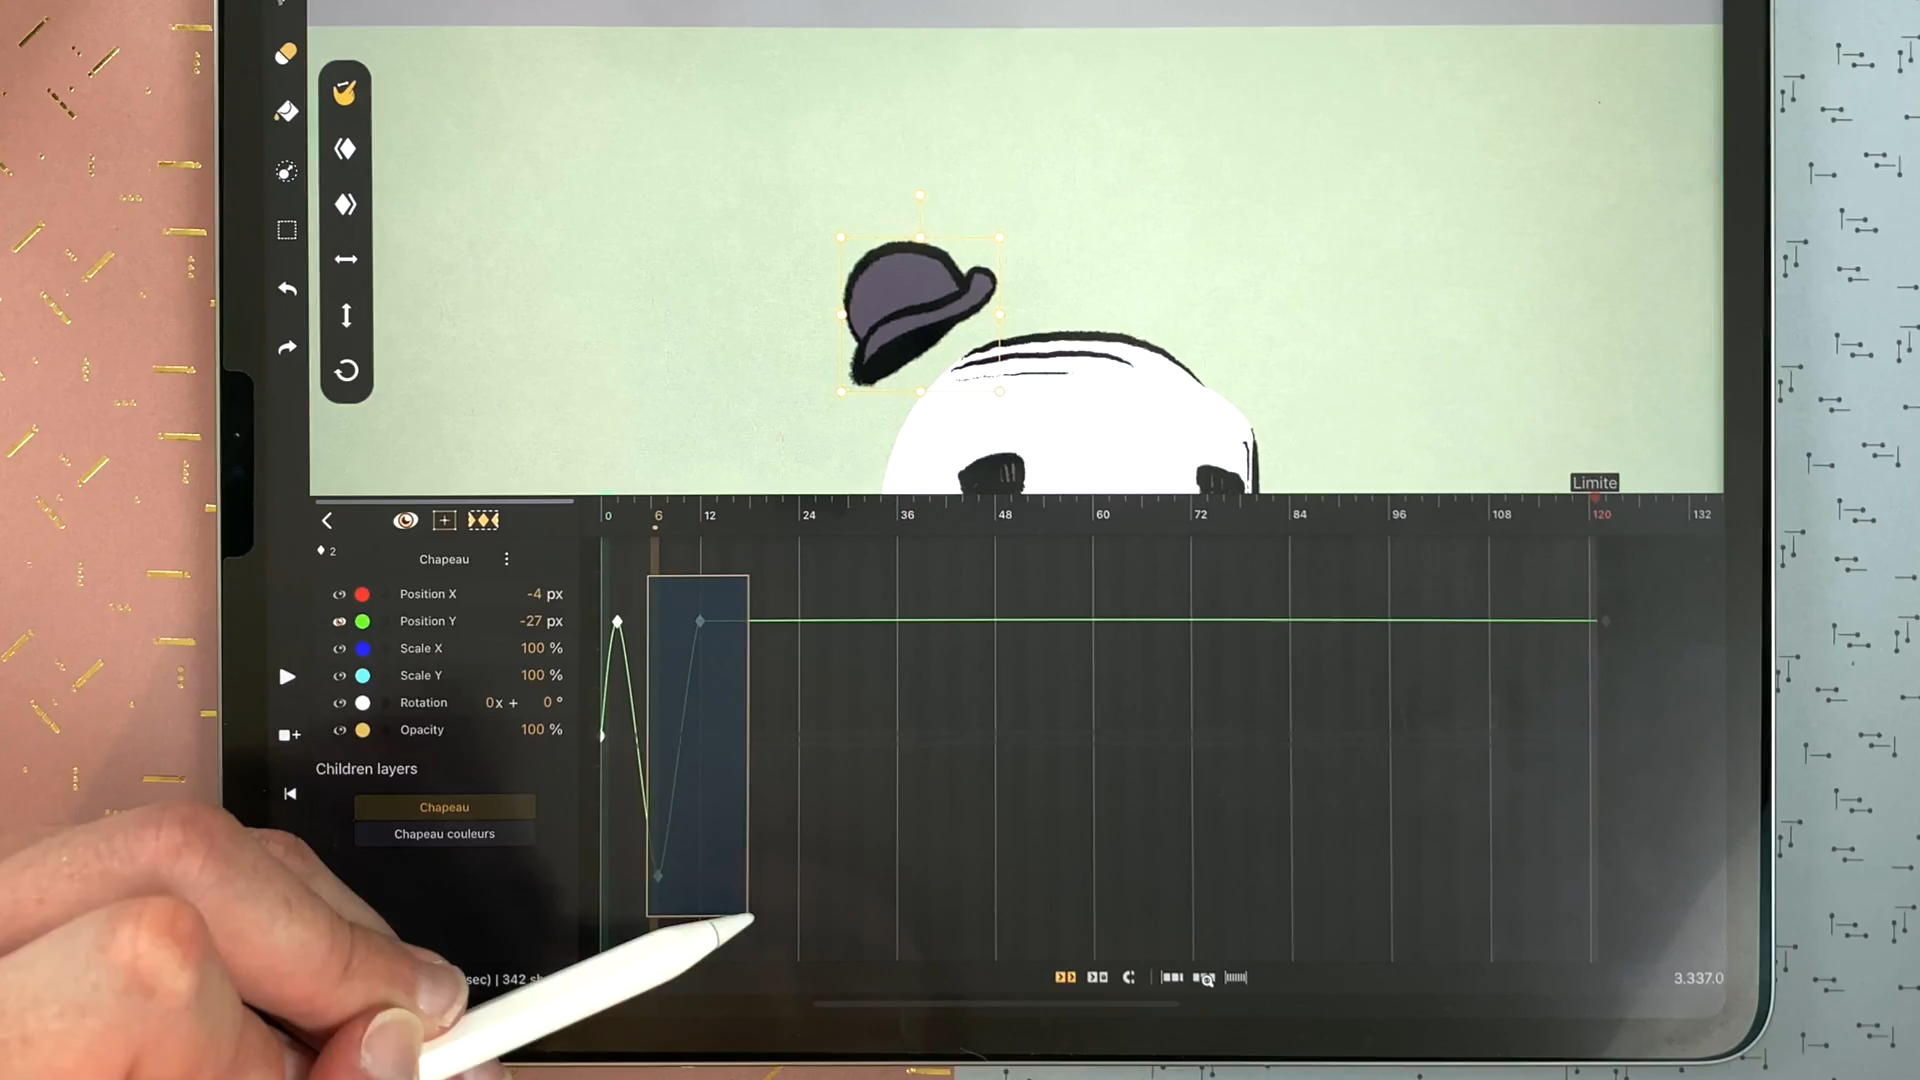 Limite
0 6 12 24 36 48 60 72 84 96 108 120 132
2
Chapeau
Position X -4 px
Position Y -27 px
Scale X 100 %
Scale Y 100 %
Rotation 0x + 0 °
Opacity 100 %
Children layers
Chapeau
Chapeau couleurs
sec) | 342
3.337.0